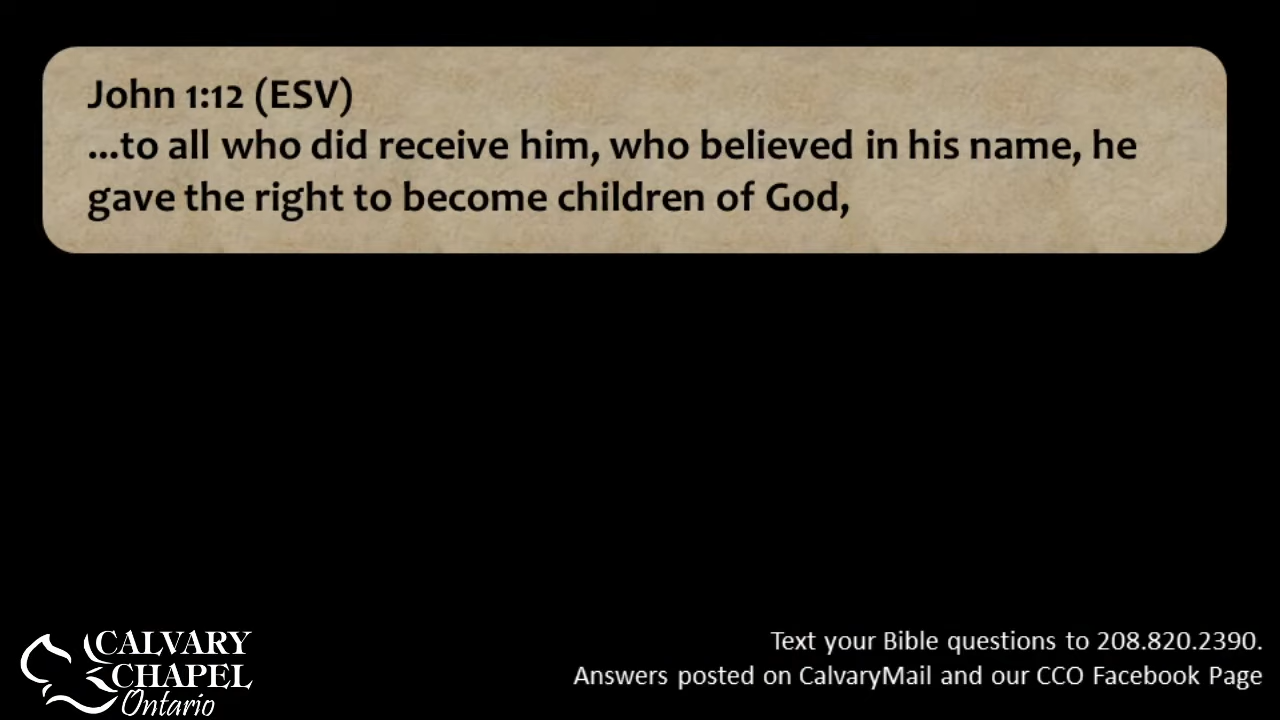 John 1:12 (ESV)
...to all who did receive him, who believed in his name, he
gave the right to become children of God,
CALVARY
CHAPEL
Ontario
Text your Bible questions to 208.820.2390.
Answers posted on CalvaryMail and our CCO Facebook Page